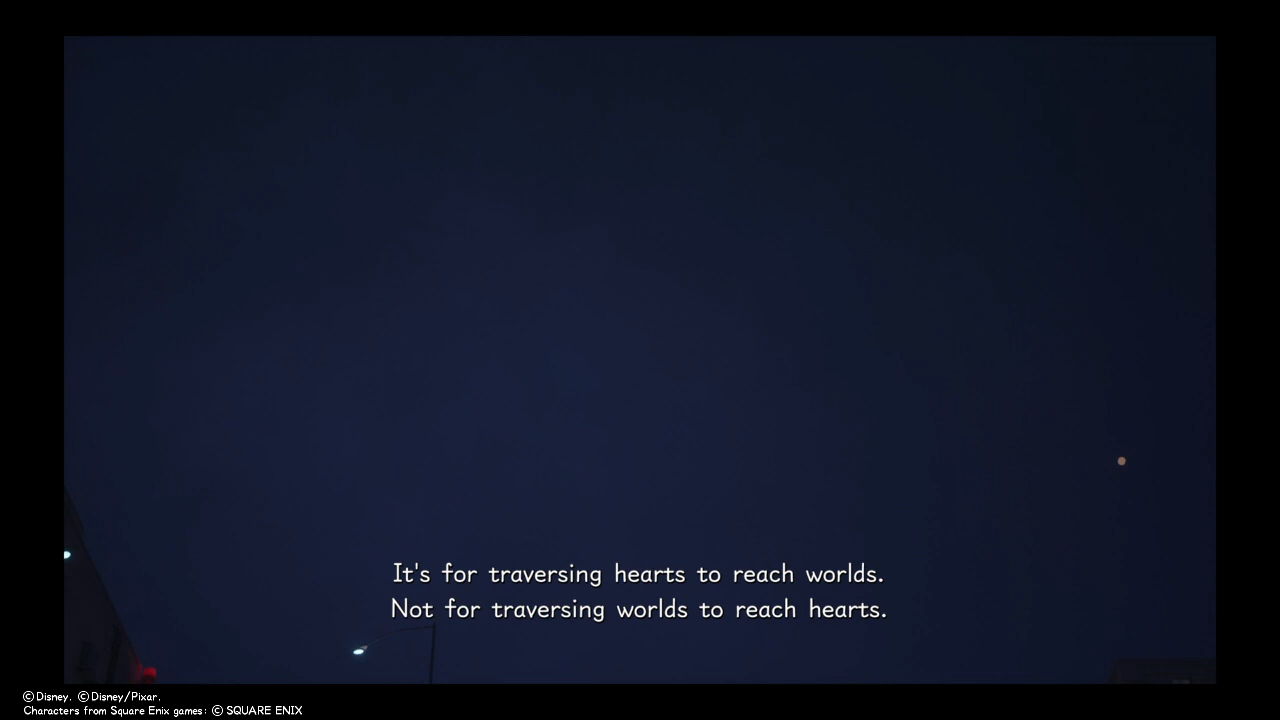 It's for traversing hearts to reach worlds.
Not for traversing worlds to reach hearts.
©Disney. ©Disney/Pixar.
Characters from Square Enix games: © SQUARE ENIX